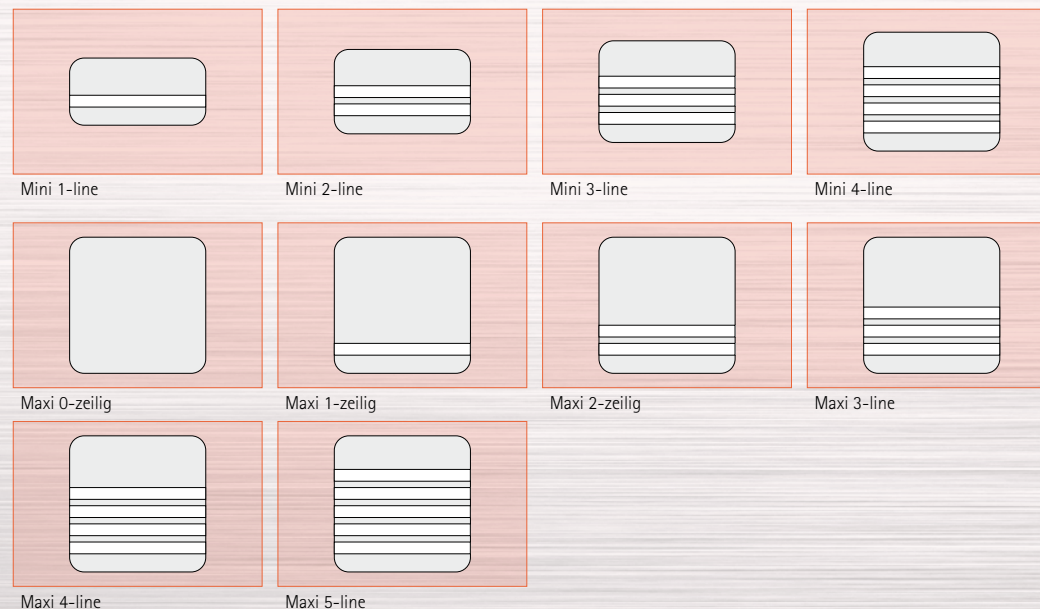 Mini 1-line
Mini 2-line
Mini 3-line
Mini 4-line
Maxi 0-zeilig
Maxi 1-zeilig
Maxi 2-zeilig
Maxi 3-line
Maxi 4-line
Maxi 5-line